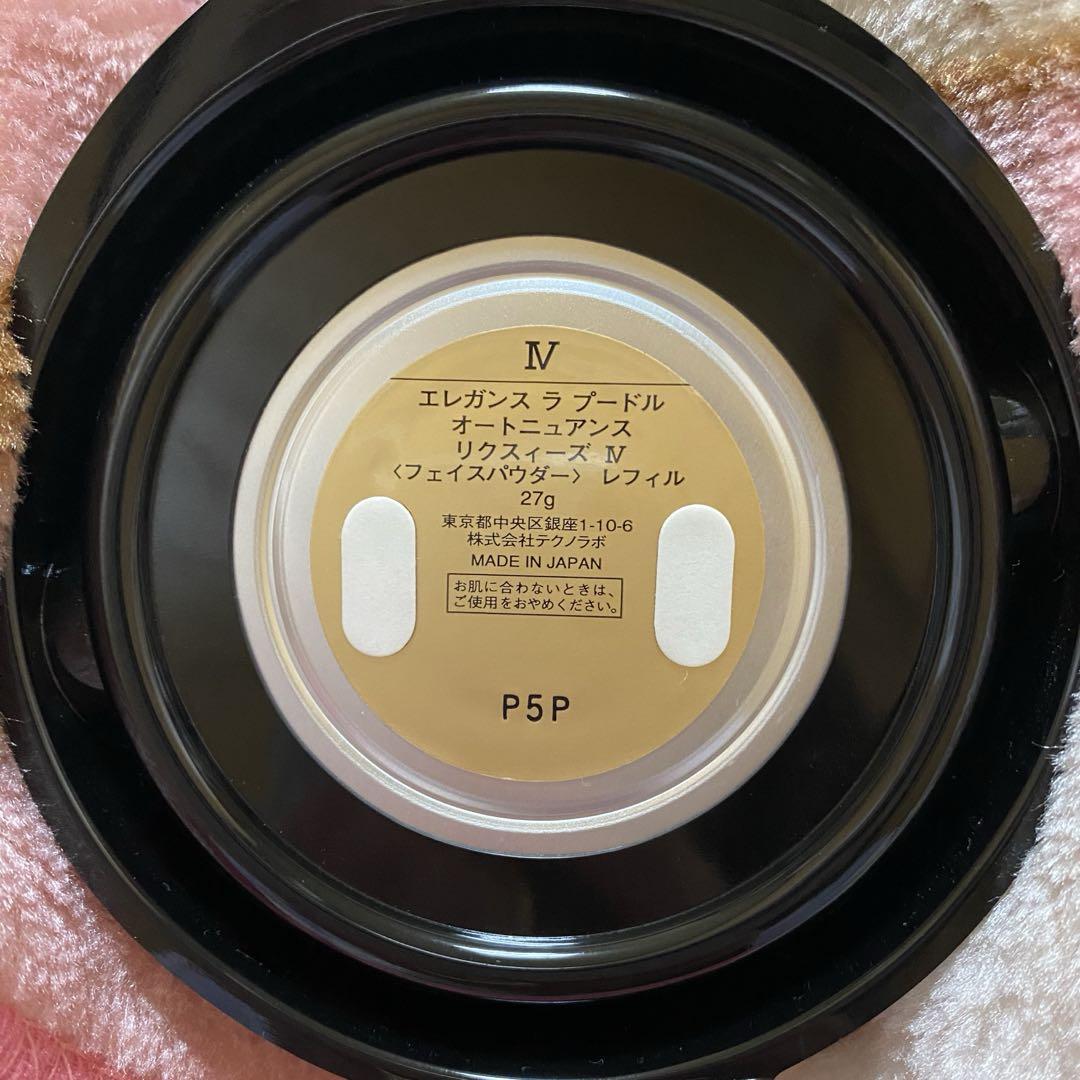 Ⅳ
エレガンス ラ プードル
オートニュアンス
リクスィーズ Ⅳ
〈フェイスパウダー〉 レフィル
27g
東京都中央区銀座1-10-6
株式会社テクノラボ
MADE IN JAPAN
お肌に合わないときは、
ご使用をおやめください。
P5P